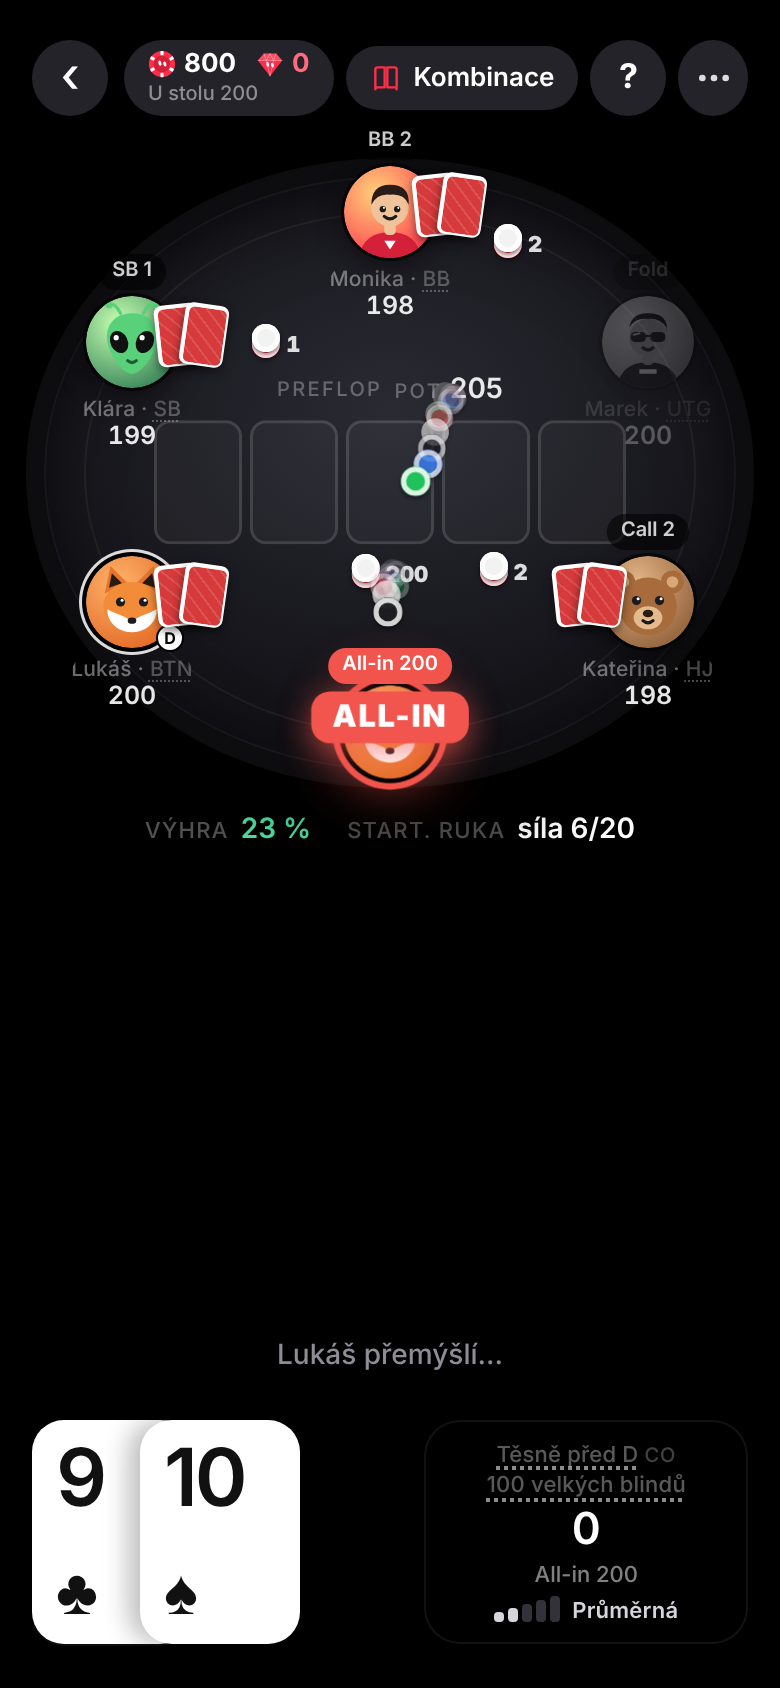 800 0
U stolu 200
Kombinace
?
BB 2
2
Monika · BB
198
SB 1
1
Klára · SB
199
Fold
Marek · UTG
200
PREFLOP POT 205
Call 2
200
2
D
Lukáš · BTN
200
Kateřina · HJ
198
All-in 200
ALL-IN
VÝHRA 23 % START. RUKA síla 6/20
Lukáš přemýšlí...
9 ♣
10 ♠
Těsně před D CO
100 velkých blindů
0
All-in 200
Průměrná